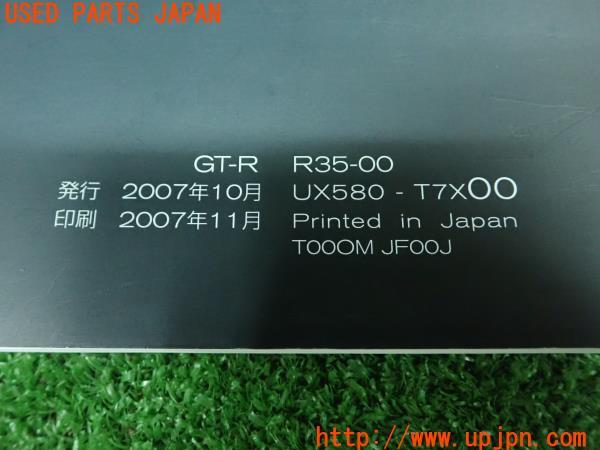 USED PARTS JAPAN
GT-R R35-00
発行 2007年10月 UX580 - T7X00
印刷 2007年11月 Printed in Japan
T00OM JF00J
http://www.upjpn.com